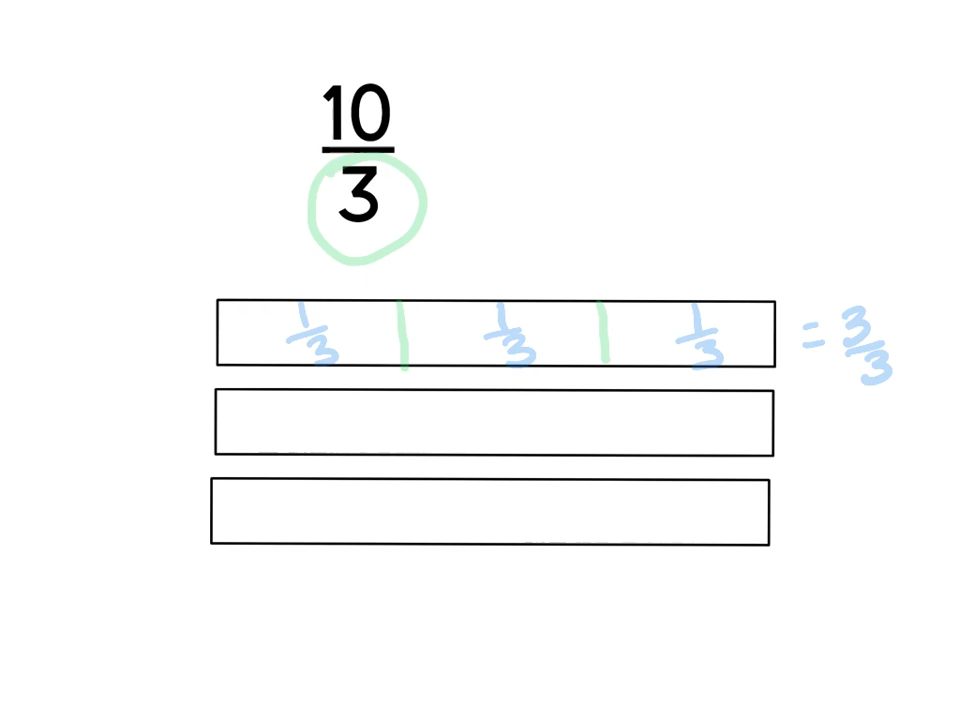 10/3
1/3 | 1/3 | 1/3 = 3/3